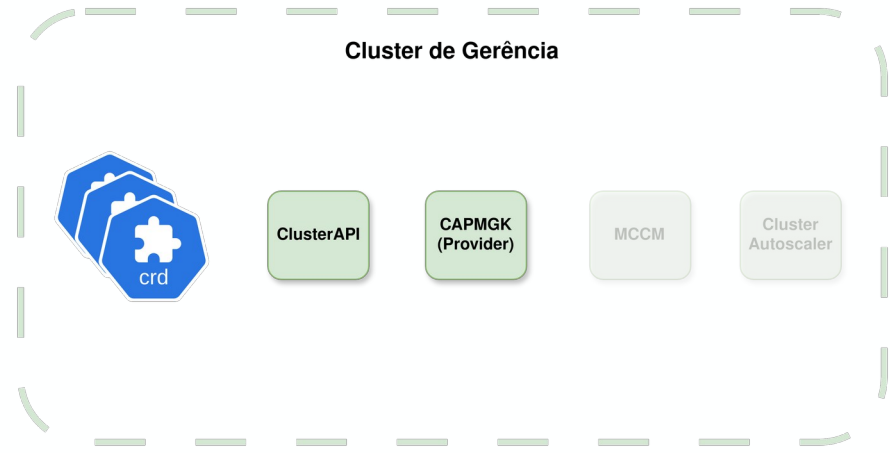 Cluster de Gerência
crd
ClusterAPI
CAPMGK
(Provider)
MCCM
Cluster
Autoscaler